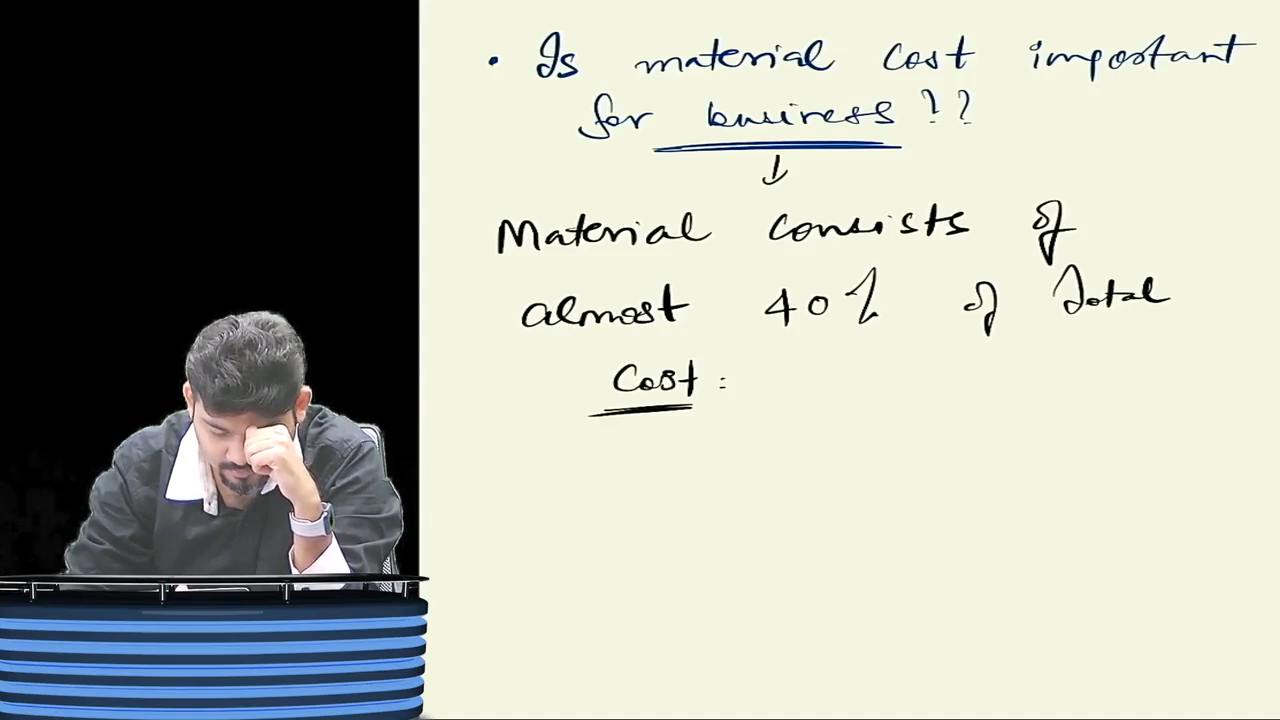 • Is material cost important
for business ??
↓
Material consists of
almost 40% of Total
Cost :